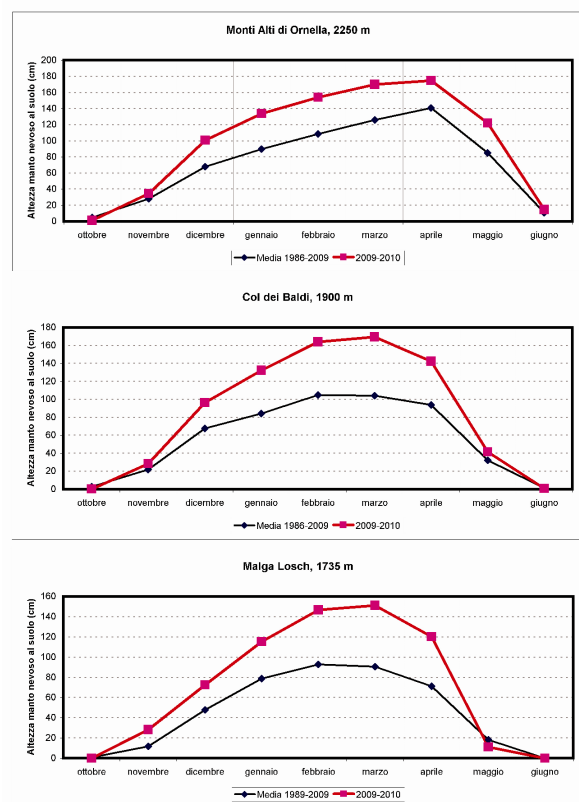 Monti Alti di Ornella, 2250 m
Altezza manto nevoso al suolo (cm)
200
180
160
140
120
100
80
60
40
20
0
ottobre novembre dicembre gennaio febbraio marzo aprile maggio giugno
Media 1986-2009 2009-2010
Col dei Baldi, 1900 m
Altezza manto nevoso al suolo (cm)
180
160
140
120
100
80
60
40
20
0
ottobre novembre dicembre gennaio febbraio marzo aprile maggio giugno
Media 1986-2009 2009-2010
Malga Losch, 1735 m
Altezza manto nevoso al suolo (cm)
160
140
120
100
80
60
40
20
0
ottobre novembre dicembre gennaio febbraio marzo aprile maggio giugno
Media 1989-2009 2009-2010